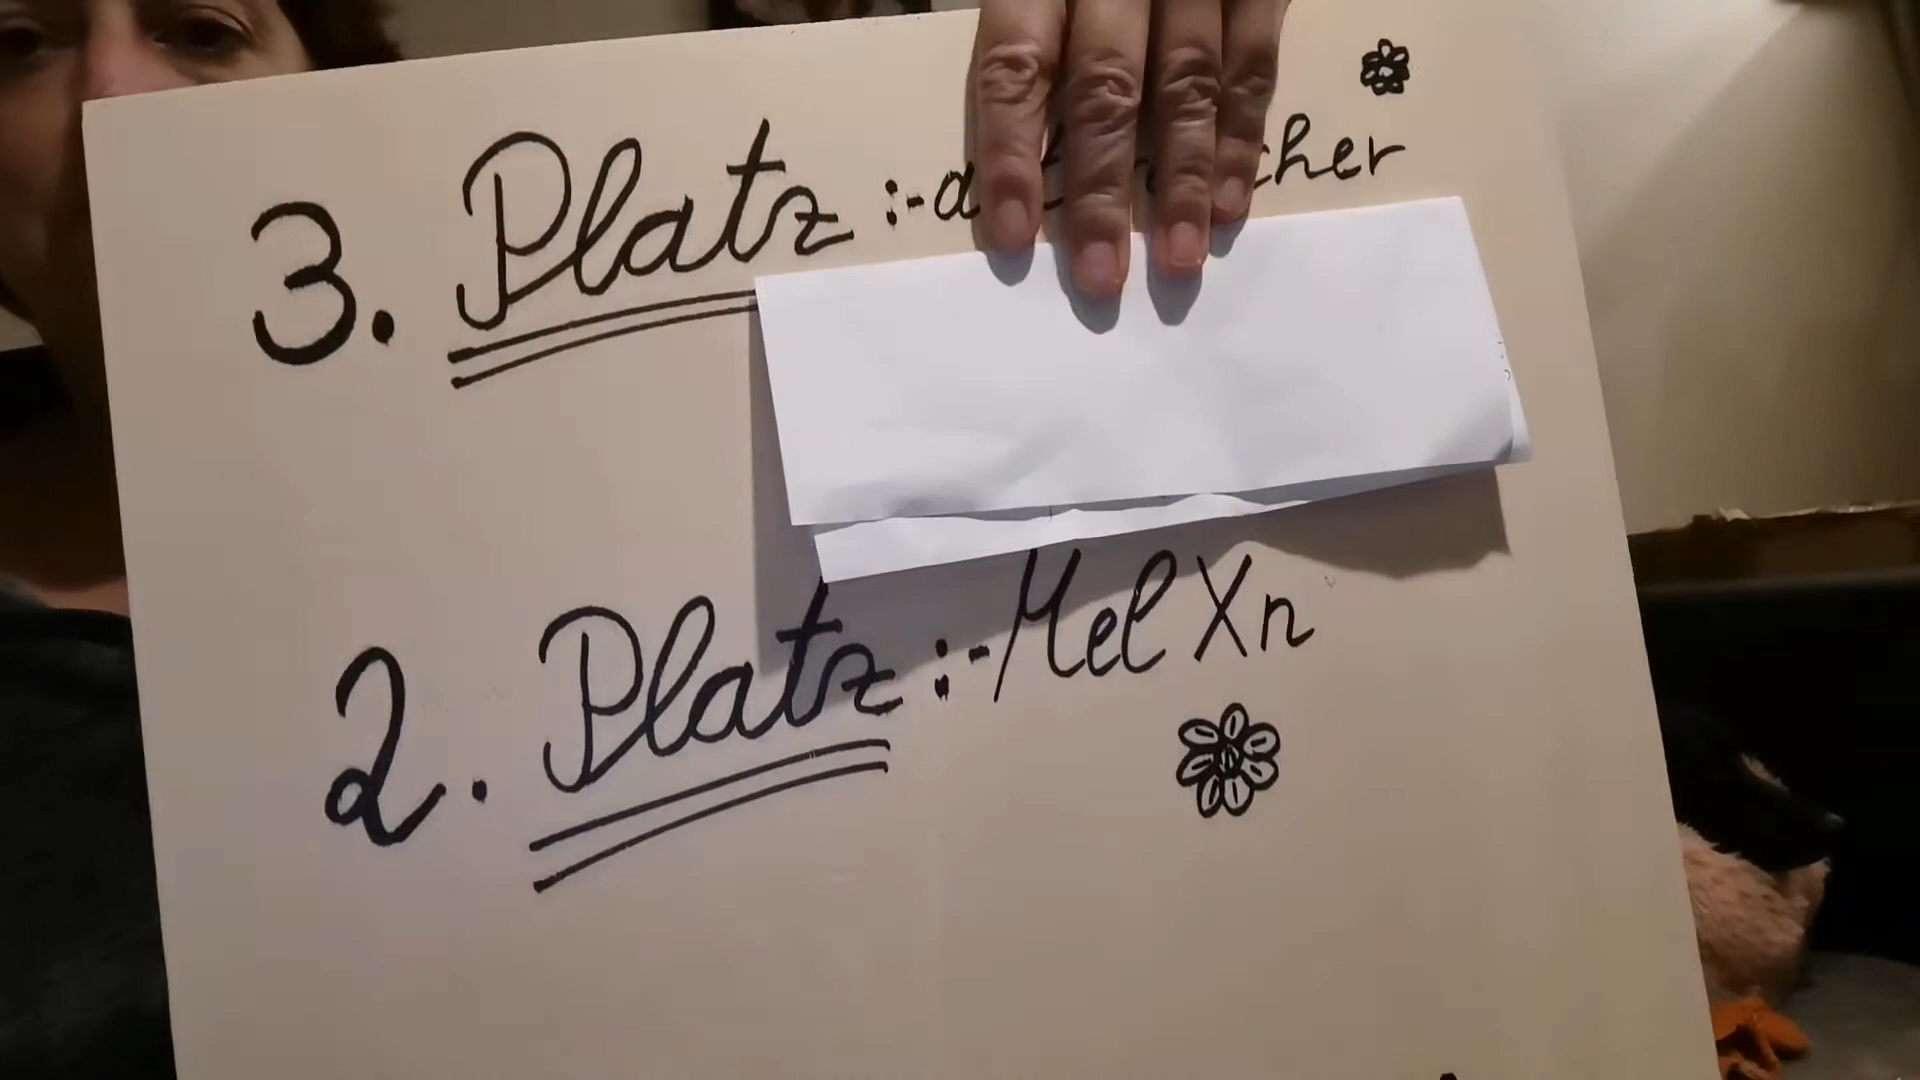 3. Platz :-
2. Platz :- Mel Xn